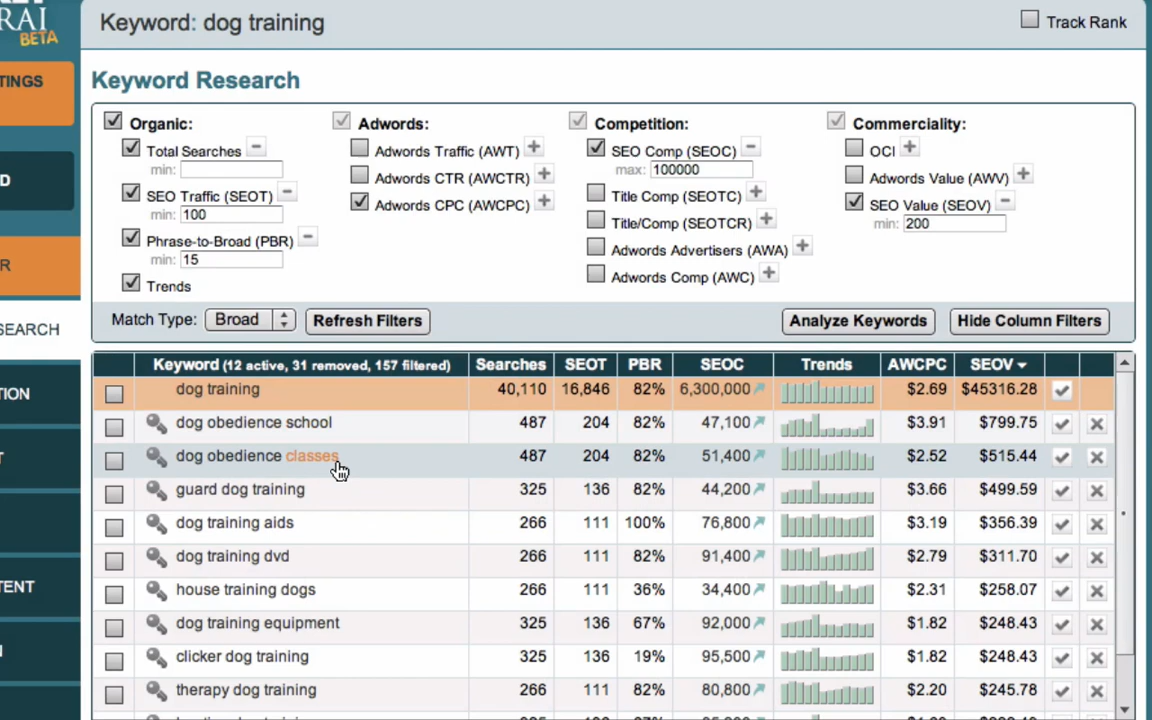 RAI
BETA
Keyword: dog training
Track Rank
TINGS
D
R
SEARCH
TION
T
TENT
N
Keyword Research
Organic:
Total Searches
min:
SEO Traffic (SEOT)
min: 100
Phrase-to-Broad (PBR)
min: 15
Trends
Adwords:
Adwords Traffic (AWT)
Adwords CTR (AWCTR)
Adwords CPC (AWCPC)
Competition:
SEO Comp (SEOC)
max: 100000
Title Comp (SEOTC)
Title/Comp (SEOTCR)
Adwords Advertisers (AWA)
Adwords Comp (AWC)
Commerciality:
OCI
Adwords Value (AWV)
SEO Value (SEOV)
min: 200
Match Type: Broad Refresh Filters Analyze Keywords Hide Column Filters
Keyword (12 active, 31 removed, 157 filtered) Searches SEOT PBR SEOC Trends AWCPC SEOV
dog training 40,110 16,846 82% 6,300,000 $2.69 $45316.28
dog obedience school 487 204 82% 47,100 $3.91 $799.75
dog obedience classes 487 204 82% 51,400 $2.52 $515.44
guard dog training 325 136 82% 44,200 $3.66 $499.59
dog training aids 266 111 100% 76,800 $3.19 $356.39
dog training dvd 266 111 82% 91,400 $2.79 $311.70
house training dogs 266 111 36% 34,400 $2.31 $258.07
dog training equipment 325 136 67% 92,000 $1.82 $248.43
clicker dog training 325 136 19% 95,500 $1.82 $248.43
therapy dog training 266 111 82% 80,800 $2.20 $245.78